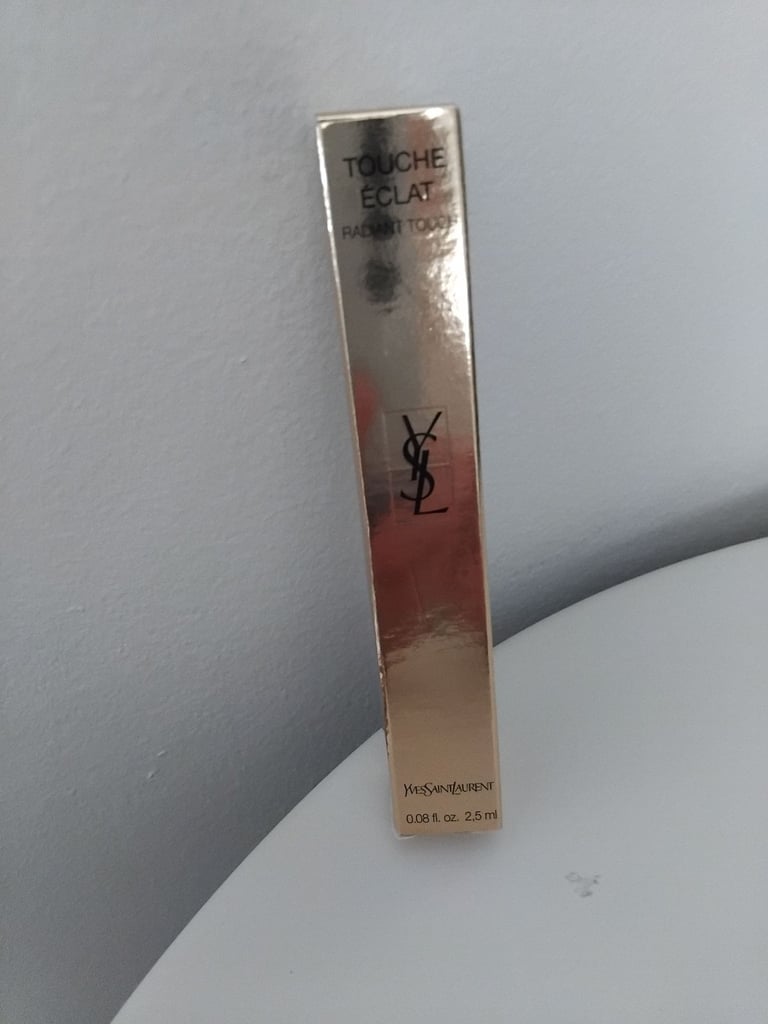 TOUCHE
ÉCLAT
RADIANT TOUCH
YSL
YVESSAINTLAURENT
0.08 fl. oz. 2,5 ml